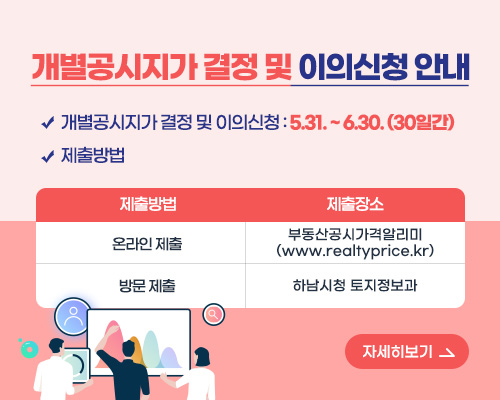 개별공시지가 결정 및 이의신청 안내
개별공시지가 결정 및 이의신청 : 5.31. ~ 6.30. (30일간)
제출방법
제출방법 제출장소
온라인 제출 부동산공시가격알리미
(www.realtyprice.kr)
방문 제출 하남시청 토지정보과
자세히보기